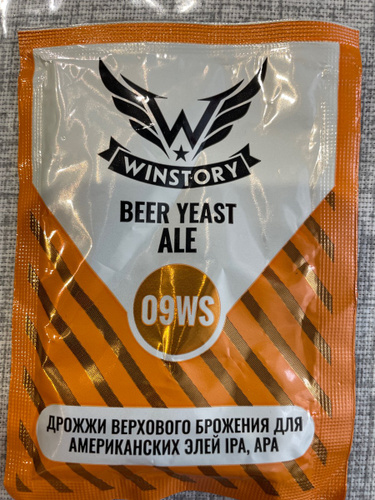 WINSTORY
BEER YEAST
ALE
09WS
ДРОЖЖИ ВЕРХОВОГО БРОЖЕНИЯ ДЛЯ
АМЕРИКАНСКИХ ЭЛЕЙ IPA, APA